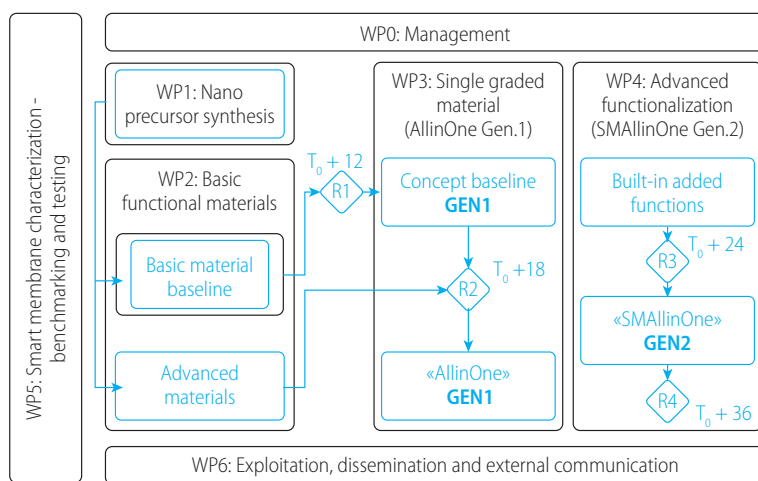 WP5: Smart membrane characterization -
benchmarking and testing
WP0: Management
WP1: Nano
precursor synthesis
WP2: Basic
functional materials
Basic material
baseline
Advanced
materials
T0 + 12
R1
WP3: Single graded
material
(AllinOne Gen.1)
Concept baseline
GEN1
T0 +18
R2
«AllinOne»
GEN1
WP4: Advanced
functionalization
(SMAllinOne Gen.2)
Built-in added
functions
R3
T0 + 24
«SMAllinOne»
GEN2
R4
T0 + 36
WP6: Exploitation, dissemination and external communication